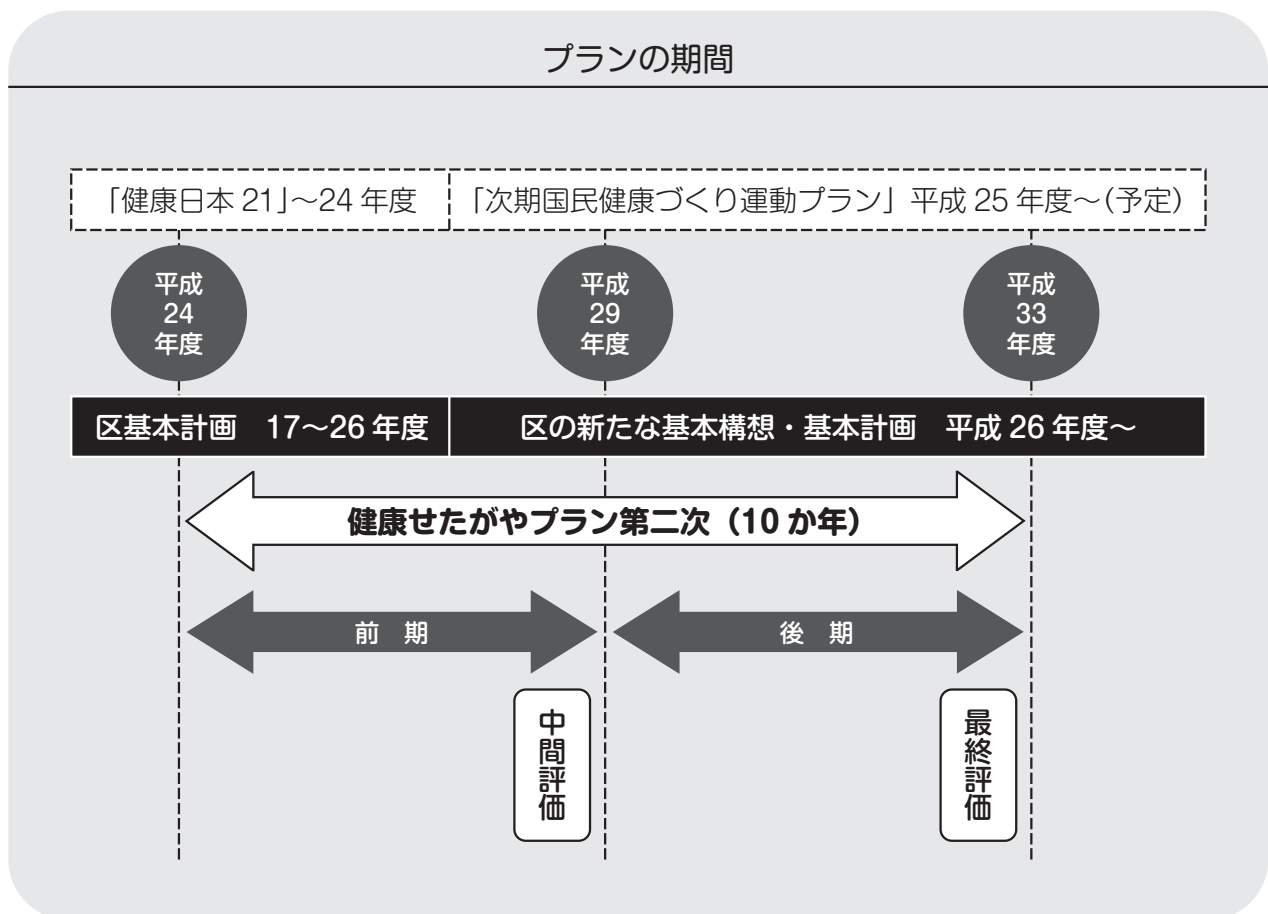 プランの期間
「健康日本 21」～24 年度
「次期国民健康づくり運動プラン」平成 25 年度～（予定）
平成
24
年度
平成
29
年度
平成
33
年度
区基本計画　17～26 年度
区の新たな基本構想・基本計画　平成 26 年度～
健康せたがやプラン第二次（10 か年）
前　期
後　期
中間評価
最終評価